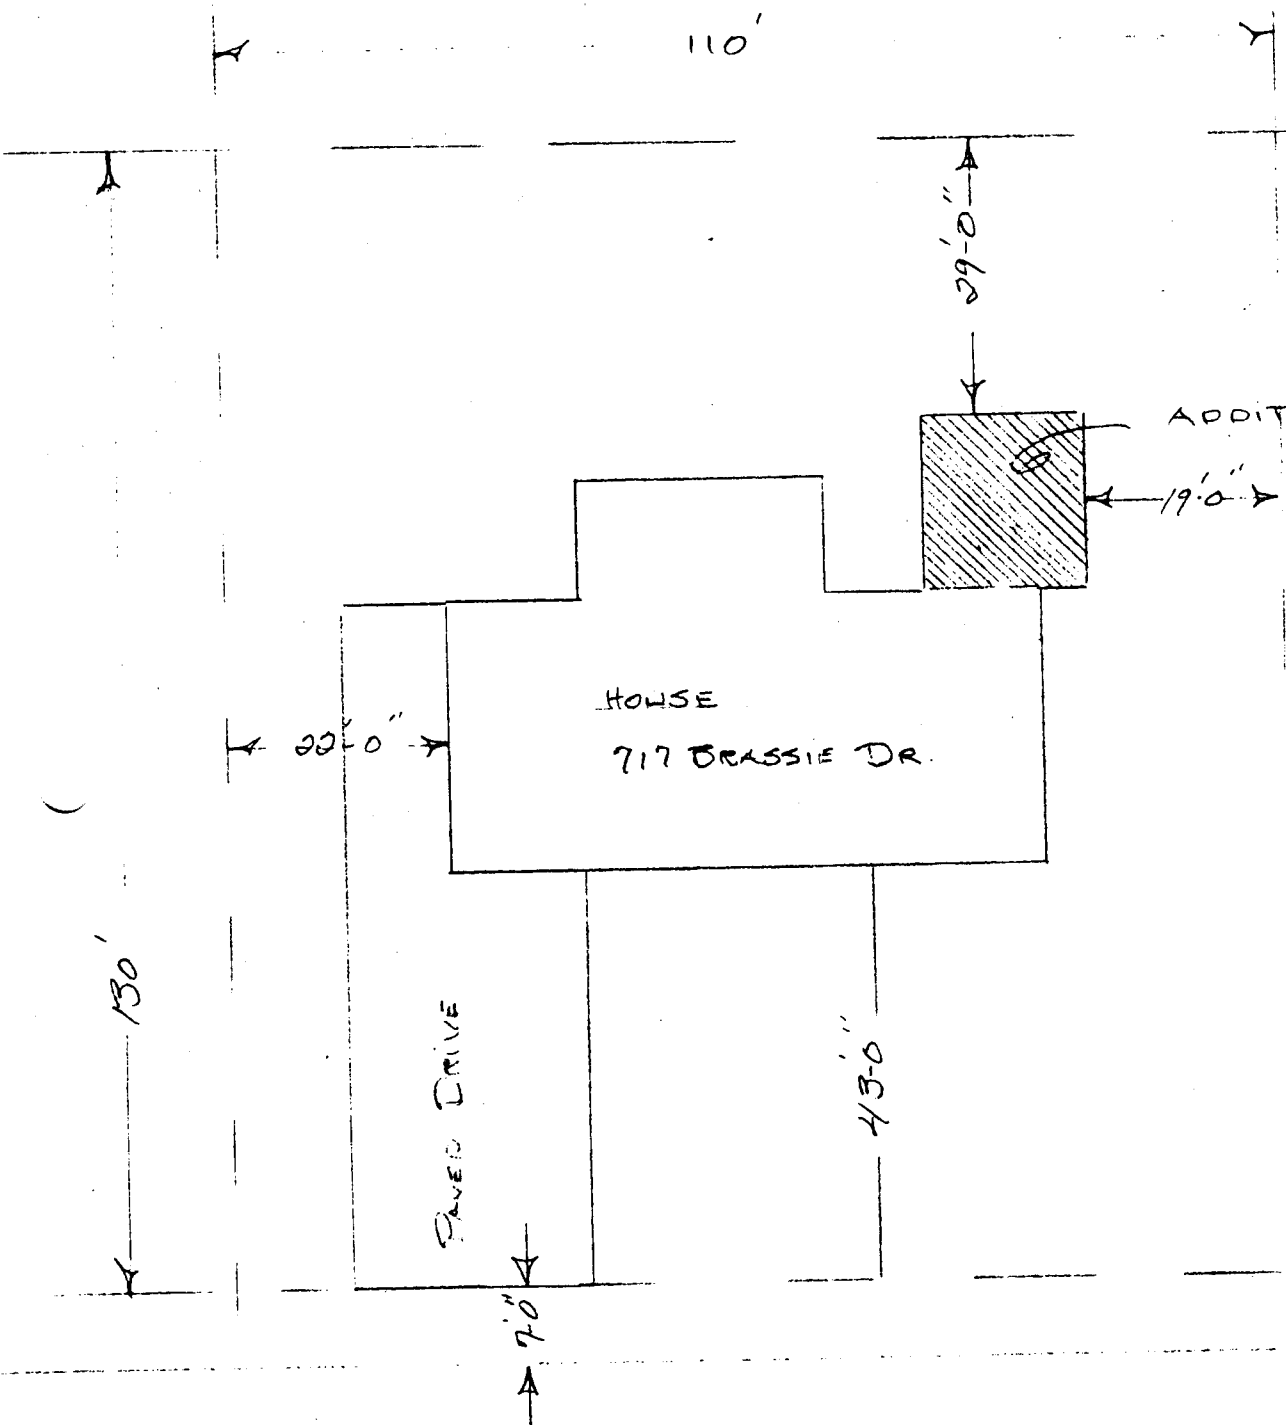 110'
29'-0"
ADDIT
19'-0"
HOUSE
22'-0"
717 BRASSIE DR.
130'
PAVED DRIVE
43'-0"
7'-0"